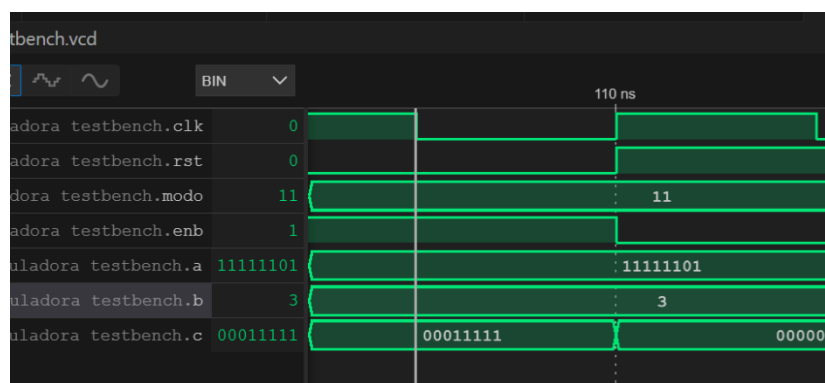 tbench.vcd
BIN
110 ns
adora testbench.clk 0
adora testbench.rst 0
dora testbench.modo 11 11
adora testbench.enb 1
uladora testbench.a 11111101 11111101
uladora testbench.b 3 3
uladora testbench.c 00011111 00011111 00000